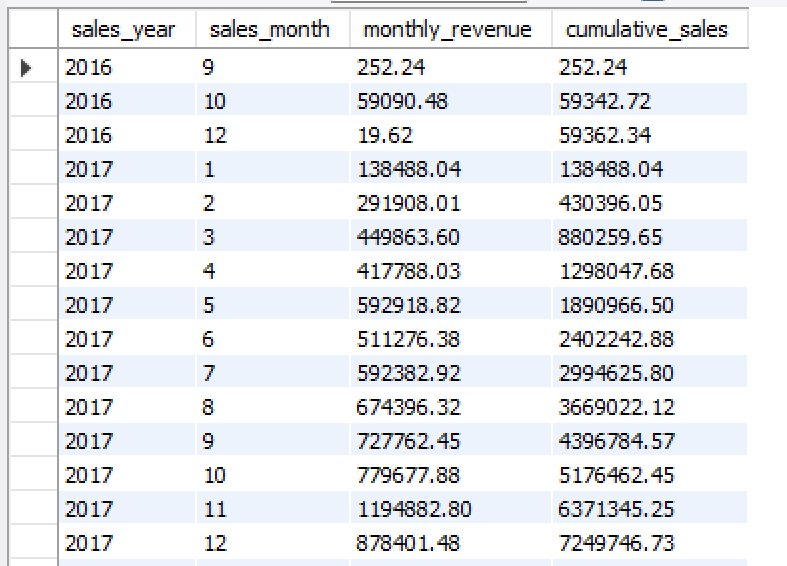 sales_year sales_month monthly_revenue cumulative_sales
2016 9 252.24 252.24
2016 10 59090.48 59342.72
2016 12 19.62 59362.34
2017 1 138488.04 138488.04
2017 2 291908.01 430396.05
2017 3 449863.60 880259.65
2017 4 417788.03 1298047.68
2017 5 592918.82 1890966.50
2017 6 511276.38 2402242.88
2017 7 592382.92 2994625.80
2017 8 674396.32 3669022.12
2017 9 727762.45 4396784.57
2017 10 779677.88 5176462.45
2017 11 1194882.80 6371345.25
2017 12 878401.48 7249746.73